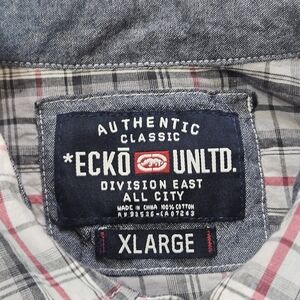 AUTHENTIC
CLASSIC
*ECKŌ UNLTD.
DIVISION EAST
ALL CITY
MADE IN CHINA 100% COTTON
XLARGE